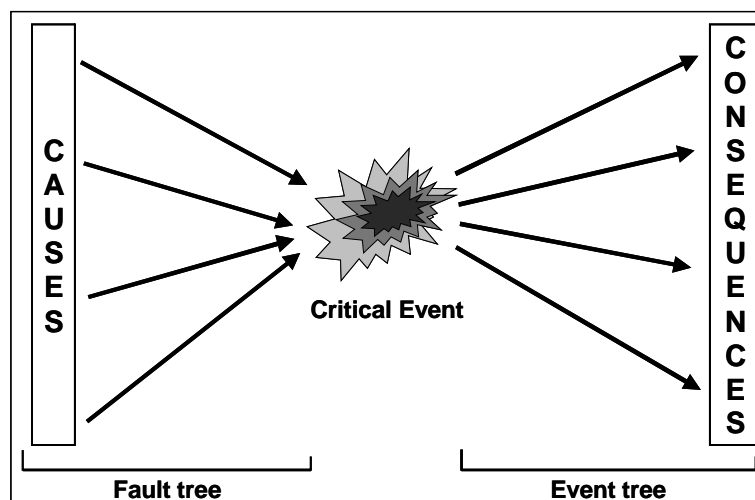 CAUSES
Critical Event
CONSEQUENCES
Fault tree
Event tree